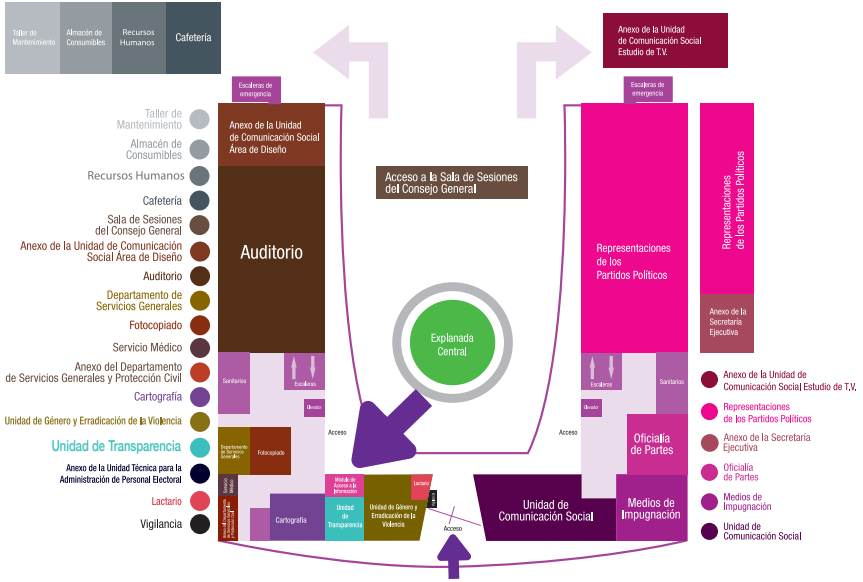 Taller de
Mantenimiento
Almacén de
Consumibles
Recursos
Humanos
Cafetería
Anexo de la Unidad
de Comunicación Social
Estudio de T.V.
Escaleras de
emergencia
Escaleras de
emergencia
Taller de
Mantenimiento
Almacén de
Consumibles
Recursos Humanos
Cafetería
Sala de Sesiones
del Consejo General
Anexo de la Unidad de Comunicación
Social Área de Diseño
Auditorio
Departamento de
Servicios Generales
Fotocopiado
Servicio Médico
Anexo del Departamento
de Servicios Generales y Protección Civil
Cartografía
Unidad de Género y Erradicación de la Violencia
Unidad de Transparencia
Anexo de la Unidad Técnica para la
Administración de Personal Electoral
Lactario
Vigilancia
Anexo de la Unidad
de Comunicación Social
Área de Diseño
Auditorio
Sanitarios
Escaleras
Elevador
Acceso
Departamento
de Servicios
Generales
Fotocopiado
Servicio
Médico
Cartografía
Módulo de
Acceso a la
Información
Unidad
de
Transparencia
Unidad de Género y
Erradicación de la
Violencia
Lactario
Acceso
Acceso a la Sala de Sesiones
del Consejo General
Explanada
Central
Representaciones
de los
Partidos Políticos
Representaciones
de los Partidos Políticos
Anexo de la
Secretaría
Ejecutiva
Escaleras
Sanitarios
Elevador
Acceso
Oficialía
de Partes
Unidad de
Comunicación Social
Medios de
Impugnación
Anexo de la Unidad de
Comunicación Social Estudio de T.V.
Representaciones
de los Partidos Políticos
Anexo de la Secretaría
Ejecutiva
Oficialía
de Partes
Medios de
Impugnación
Unidad de
Comunicación Social